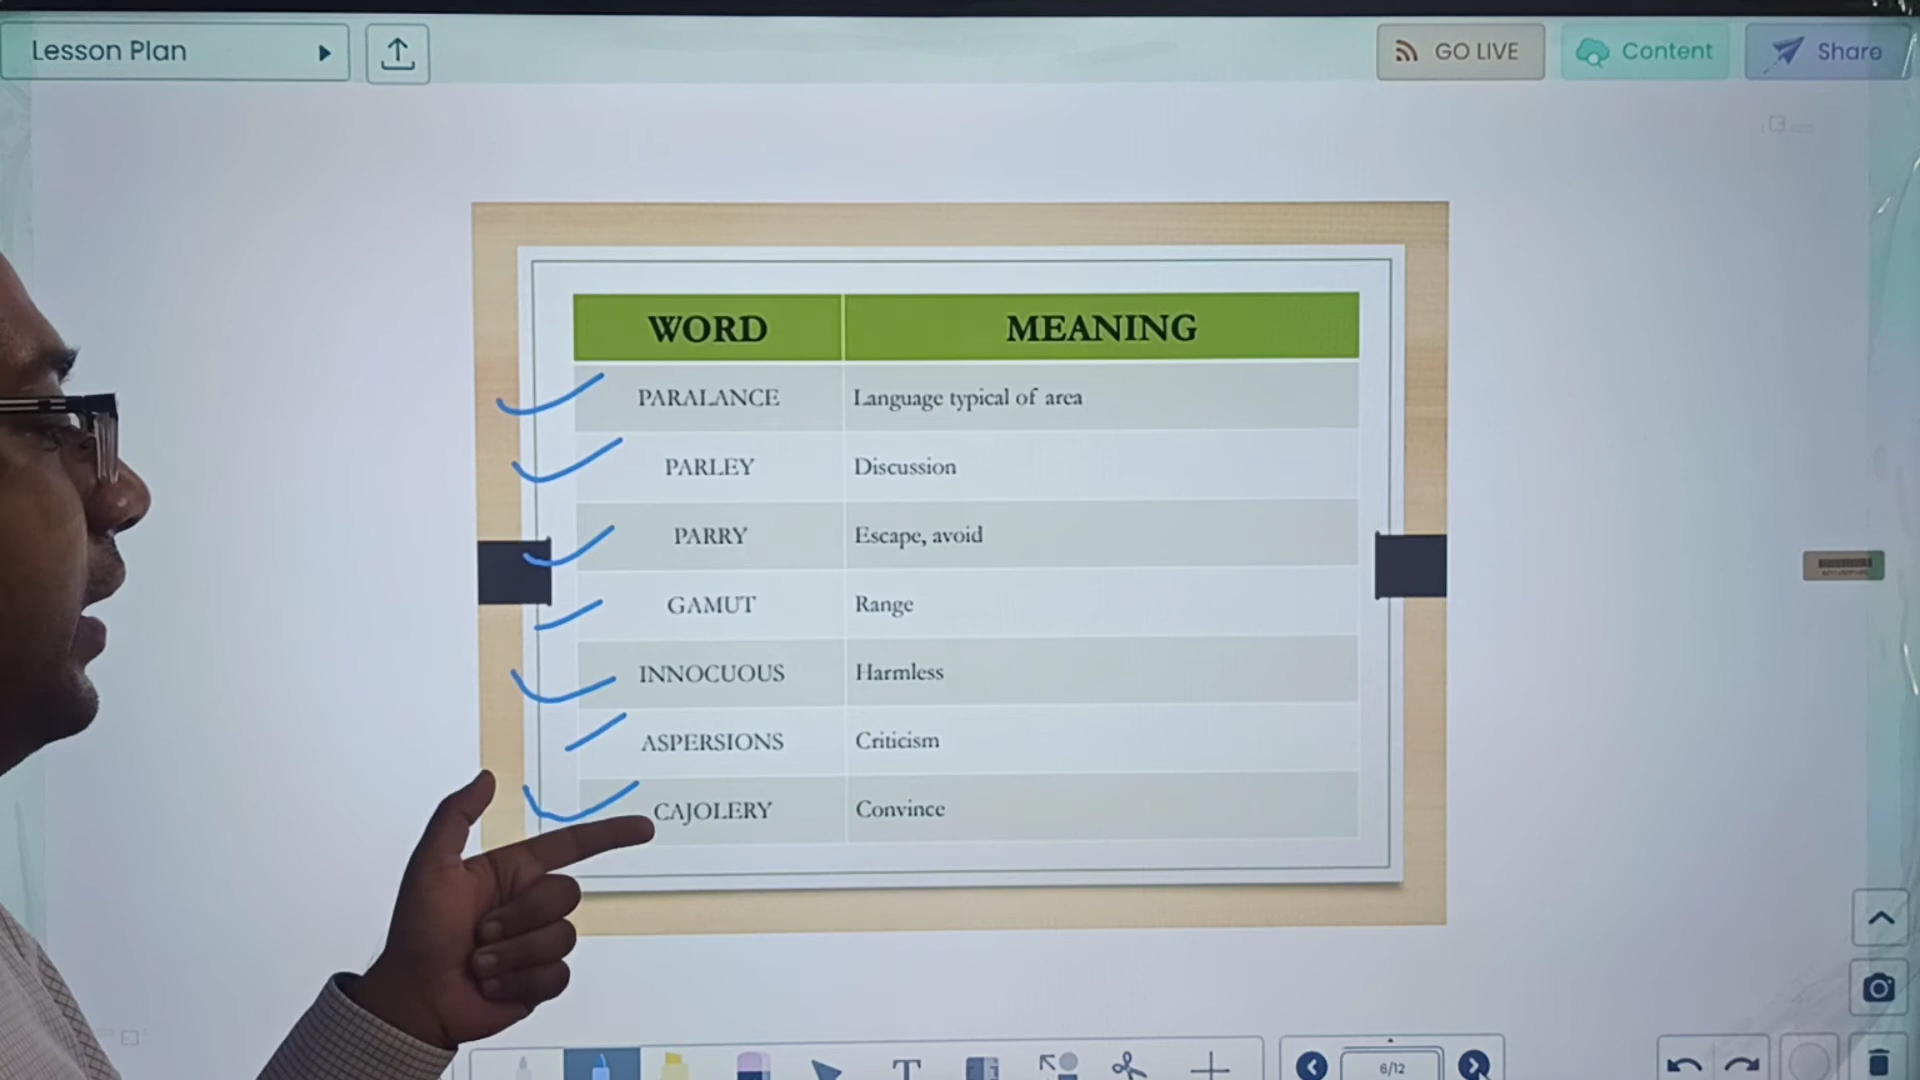 Lesson Plan
GO LIVE
Content
Share
WORD MEANING
PARALANCE Language typical of area
PARLEY Discussion
PARRY Escape, avoid
GAMUT Range
INNOCUOUS Harmless
ASPERSIONS Criticism
CAJOLERY Convince
T
6/12